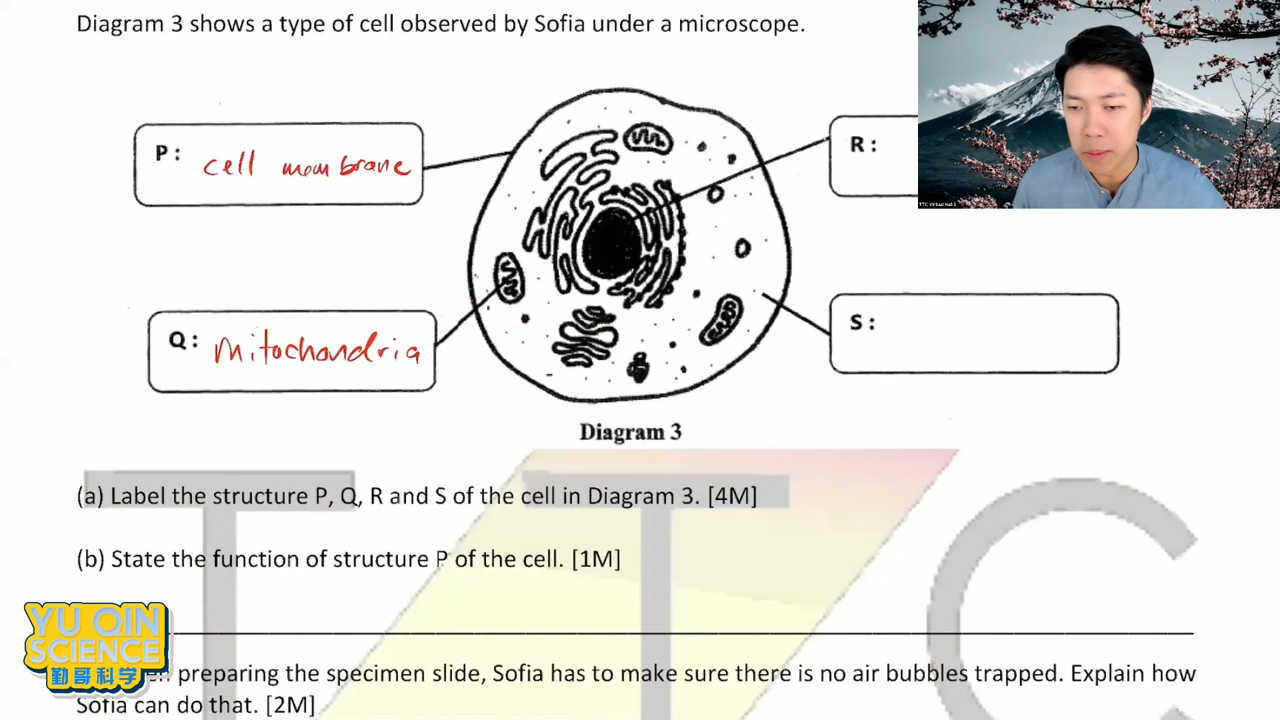 Diagram 3 shows a type of cell observed by Sofia under a microscope.
P: cell membrane
R:
Q: mitochondria
S:
Diagram 3
(a) Label the structure P, Q, R and S of the cell in Diagram 3. [4M]
(b) State the function of structure P of the cell. [1M]
preparing the specimen slide, Sofia has to make sure there is no air bubbles trapped. Explain how
Sofia can do that. [2M]
TTC
YU QIN
SCIENCE
勤哥科学